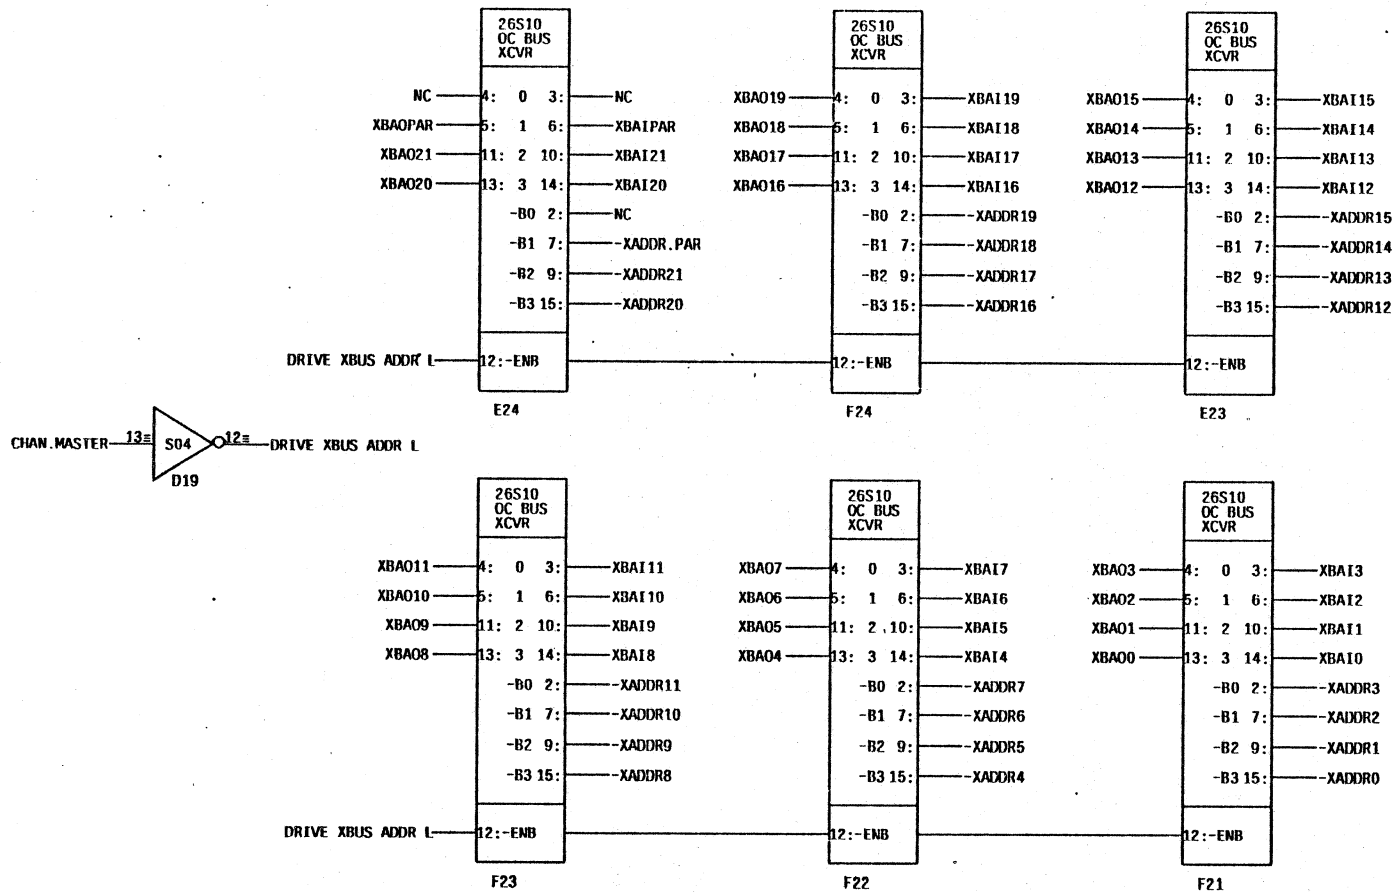 26S10 26S10 26S10
OC BUS OC BUS OC BUS
XCVR XCVR XCVR
NC 4: 0 3: NC XBAO19 4: 0 3: XBAI19 XBAO15 4: 0 3: XBAI15
XBAOPAR 5: 1 6: XBAIPAR XBAO18 5: 1 6: XBAI18 XBAO14 5: 1 6: XBAI14
XBAO21 11: 2 10: XBAI21 XBAO17 11: 2 10: XBAI17 XBAO13 11: 2 10: XBAI13
XBAO20 13: 3 14: XBAI20 XBAO16 13: 3 14: XBAI16 XBAO12 13: 3 14: XBAI12
-B0 2: NC -B0 2: -XADDR19 -B0 2: -XADDR15
-B1 7: -XADDR.PAR -B1 7: -XADDR18 -B1 7: -XADDR14
-B2 9: -XADDR21 -B2 9: -XADDR17 -B2 9: -XADDR13
-B3 15: -XADDR20 -B3 15: -XADDR16 -B3 15: -XADDR12
DRIVE XBUS ADDR L 12:-ENB 12:-ENB 12:-ENB
E24 F24 E23
CHAN.MASTER 13≡ S04 12≡ DRIVE XBUS ADDR L
D19
26S10 26S10 26S10
OC BUS OC BUS OC BUS
XCVR XCVR XCVR
XBAO11 4: 0 3: XBAI11 XBAO7 4: 0 3: XBAI7 XBAO3 4: 0 3: XBAI3
XBAO10 5: 1 6: XBAI10 XBAO6 5: 1 6: XBAI6 XBAO2 5: 1 6: XBAI2
XBAO9 11: 2 10: XBAI9 XBAO5 11: 2 10: XBAI5 XBAO1 11: 2 10: XBAI1
XBAO8 13: 3 14: XBAI8 XBAO4 13: 3 14: XBAI4 XBAO0 13: 3 14: XBAI0
-B0 2: -XADDR11 -B0 2: -XADDR7 -B0 2: -XADDR3
-B1 7: -XADDR10 -B1 7: -XADDR6 -B1 7: -XADDR2
-B2 9: -XADDR9 -B2 9: -XADDR5 -B2 9: -XADDR1
-B3 15: -XADDR8 -B3 15: -XADDR4 -B3 15: -XADDR0
DRIVE XBUS ADDR L 12:-ENB 12:-ENB 12:-ENB
F23 F22 F21